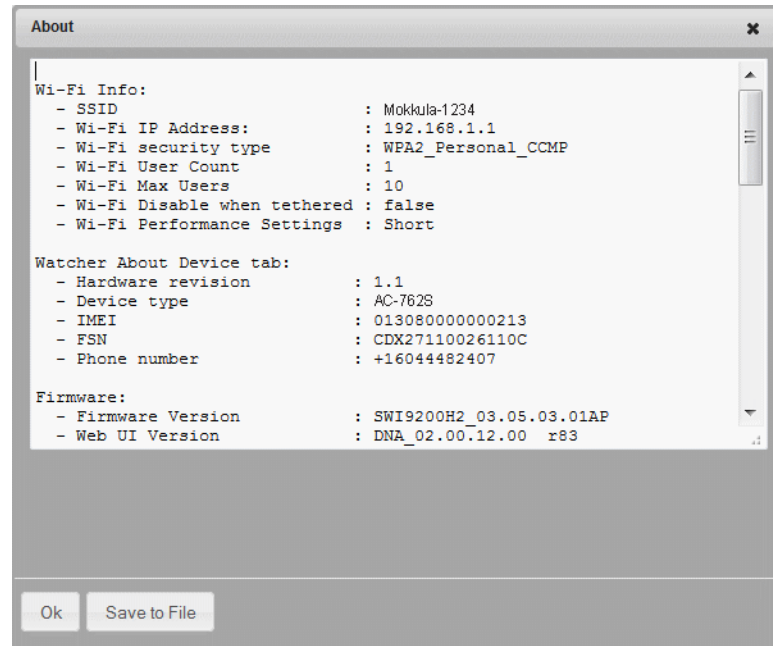 About
Wi-Fi Info:
- SSID : Mokkula-1234
- Wi-Fi IP Address: : 192.168.1.1
- Wi-Fi security type : WPA2_Personal_CCMP
- Wi-Fi User Count : 1
- Wi-Fi Max Users : 10
- Wi-Fi Disable when tethered : false
- Wi-Fi Performance Settings : Short
Watcher About Device tab:
- Hardware revision : 1.1
- Device type : AC-762S
- IMEI : 013080000000213
- FSN : CDX27110026110C
- Phone number : +16044482407
Firmware:
- Firmware Version : SWI9200H2_03.05.03.01AP
- Web UI Version : DNA_02.00.12.00 r83
Ok Save to File